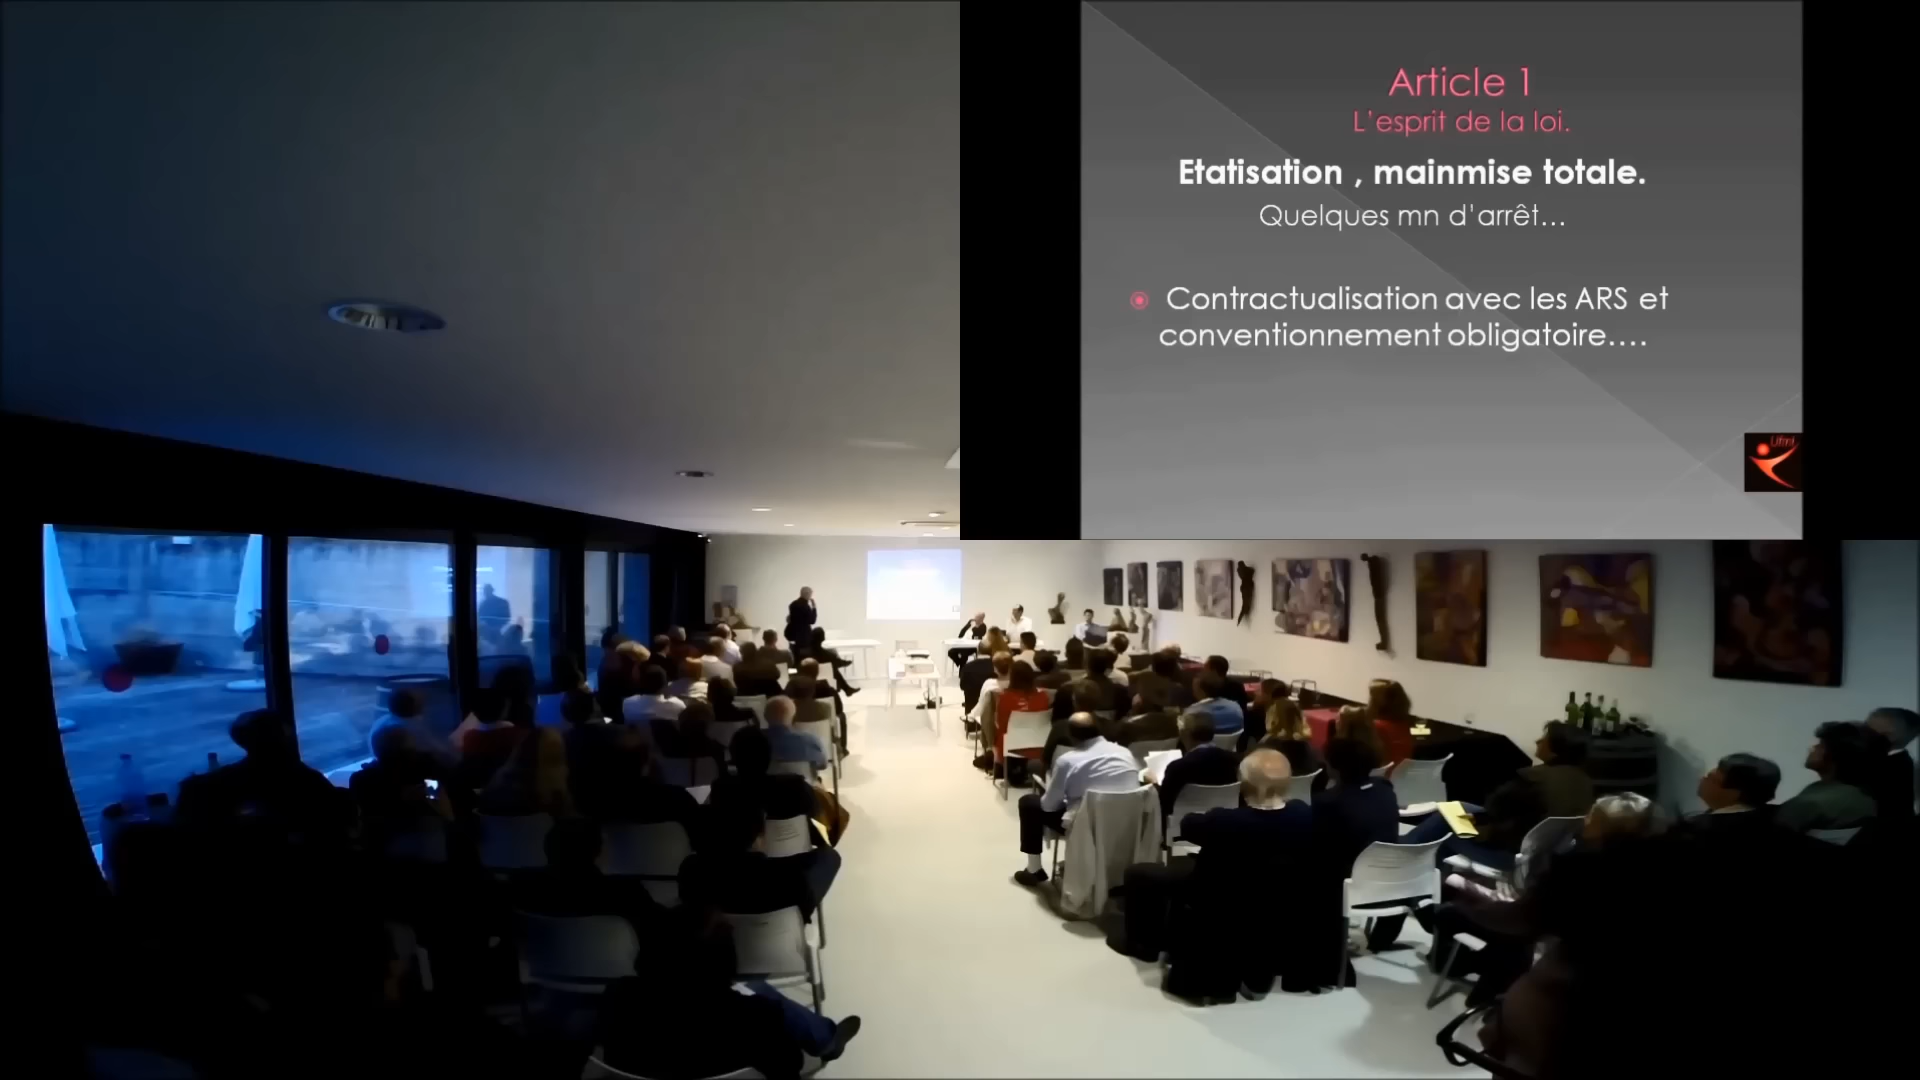 Article 1
L'esprit de la loi.
Etatisation , mainmise totale.
Quelques mn d'arrêt...
Contractualisation avec les ARS et
conventionnement obligatoire....
Ufml